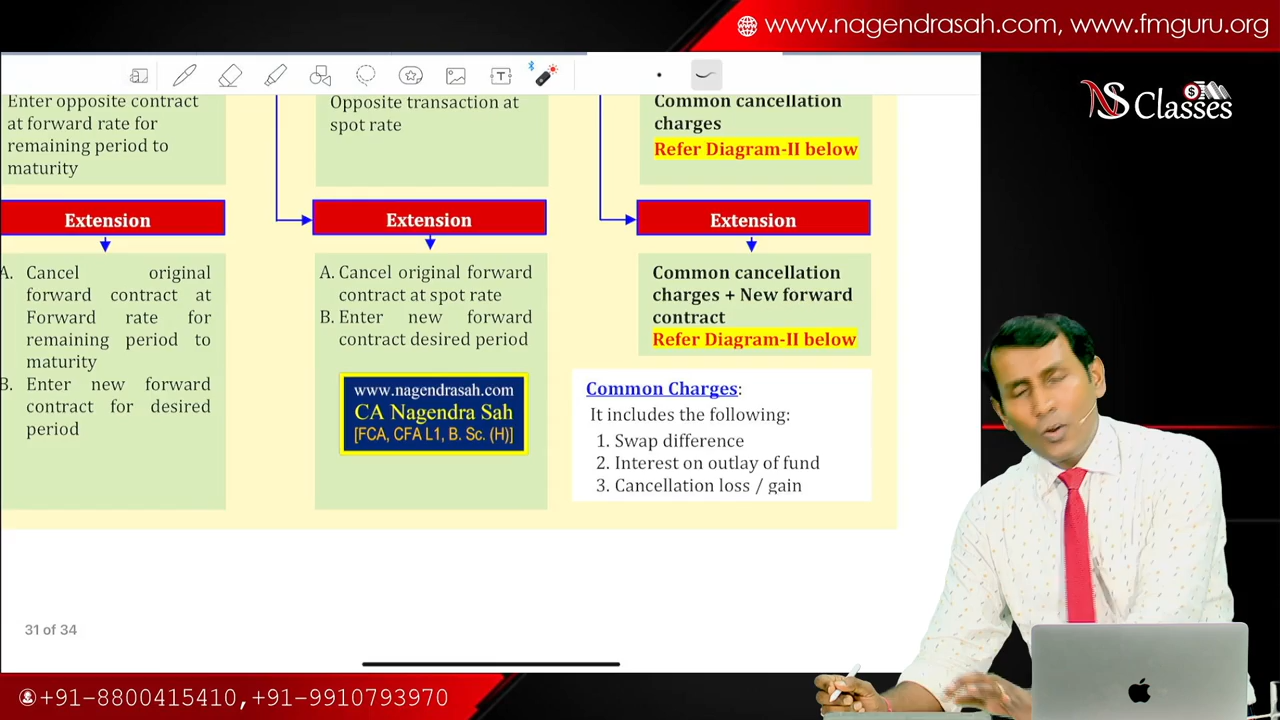 www.nagendrasah.com, www.fmguru.org
NS Classes
Enter opposite contract
at forward rate for
remaining period to
maturity
Opposite transaction at
spot rate
Common cancellation
charges
Refer Diagram-II below
Extension
Extension
Extension
A. Cancel original
forward contract at
Forward rate for
remaining period to
maturity
B. Enter new forward
contract for desired
period
A. Cancel original forward
contract at spot rate
B. Enter new forward
contract desired period
www.nagendrasah.com
CA Nagendra Sah
[FCA, CFA L1, B. Sc. (H)]
Common cancellation
charges + New forward
contract
Refer Diagram-II below
Common Charges:
It includes the following:
1. Swap difference
2. Interest on outlay of fund
3. Cancellation loss / gain
31 of 34
+91-8800415410,+91-9910793970